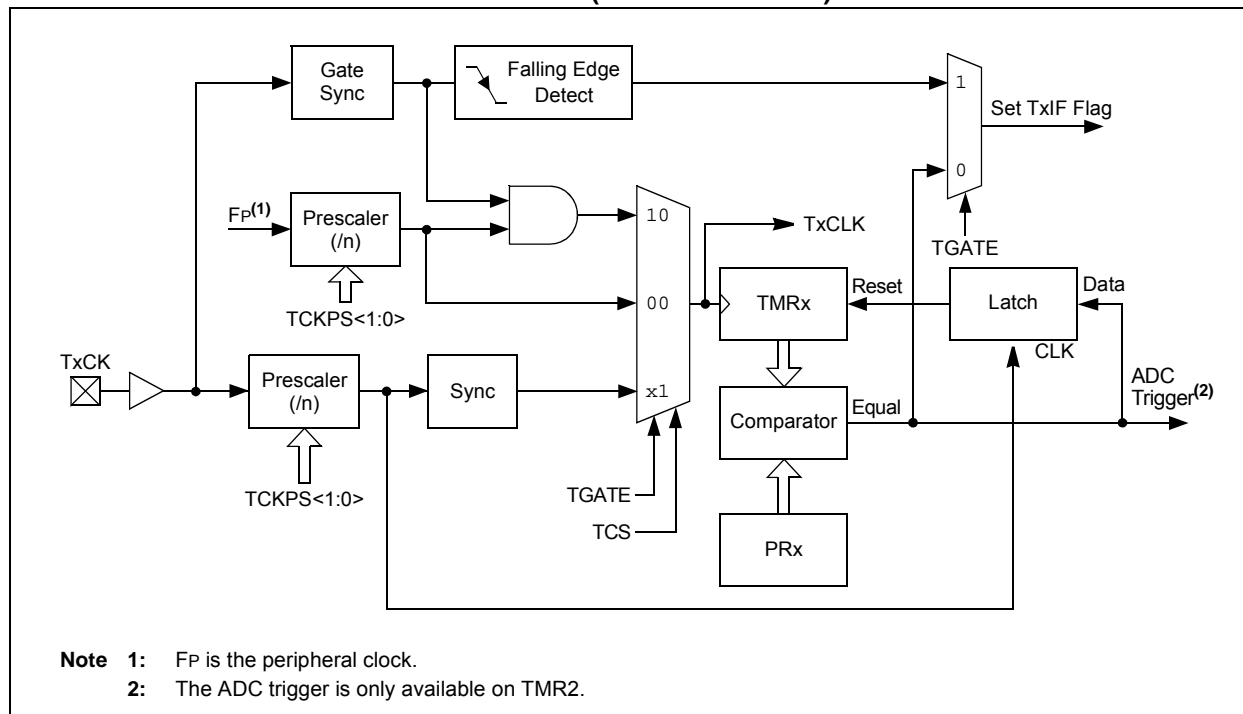 Gate
Sync
Falling Edge
Detect
1
Set TxIF Flag
0
FP(1)
Prescaler
(/n)
10
TxCLK
TGATE
TCKPS<1:0>
00
TMRx
Reset
Latch
Data
CLK
TxCK
Prescaler
(/n)
Sync
x1
Comparator
Equal
ADC
Trigger(2)
TCKPS<1:0>
TGATE
TCS
PRx
Note 1: FP is the peripheral clock.
2: The ADC trigger is only available on TMR2.